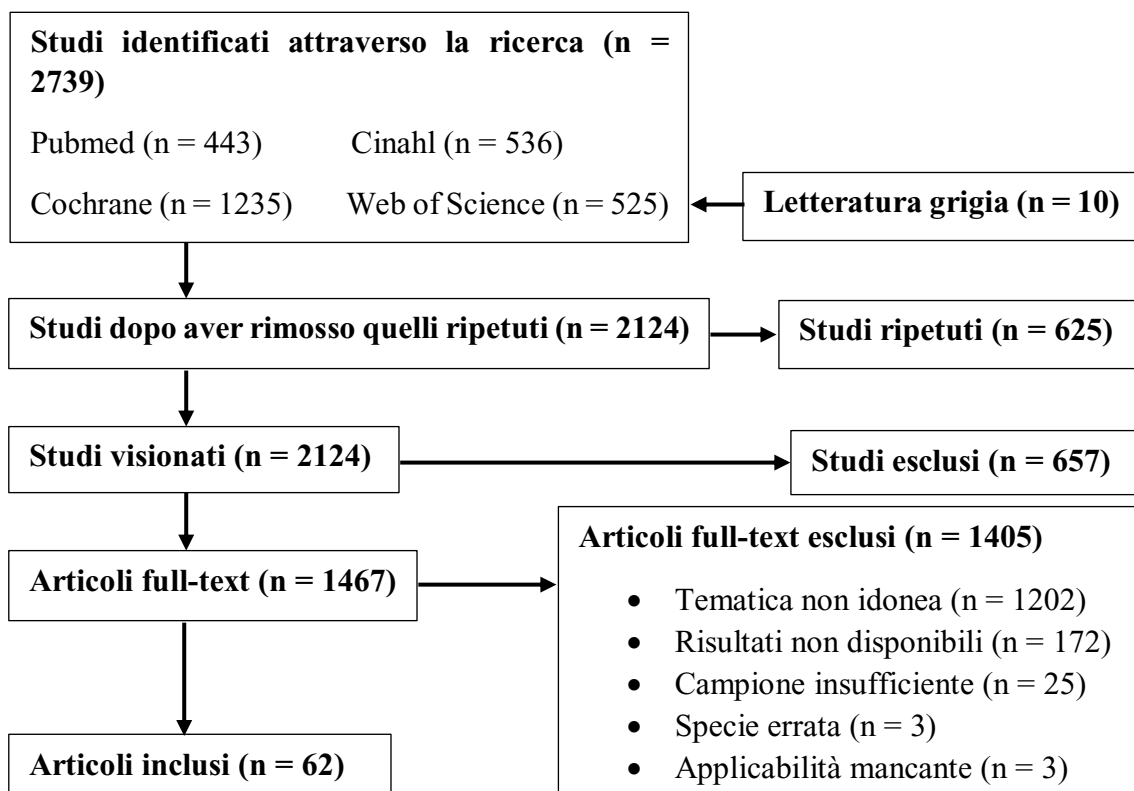 Studi identificati attraverso la ricerca (n =
2739)
Pubmed (n = 443) Cinahl (n = 536)
Cochrane (n = 1235) Web of Science (n = 525)
Letteratura grigia (n = 10)
Studi dopo aver rimosso quelli ripetuti (n = 2124)
Studi ripetuti (n = 625)
Studi visionati (n = 2124)
Studi esclusi (n = 657)
Articoli full-text (n = 1467)
Articoli full-text esclusi (n = 1405)
• Tematica non idonea (n = 1202)
• Risultati non disponibili (n = 172)
• Campione insufficiente (n = 25)
• Specie errata (n = 3)
• Applicabilità mancante (n = 3)
Articoli inclusi (n = 62)